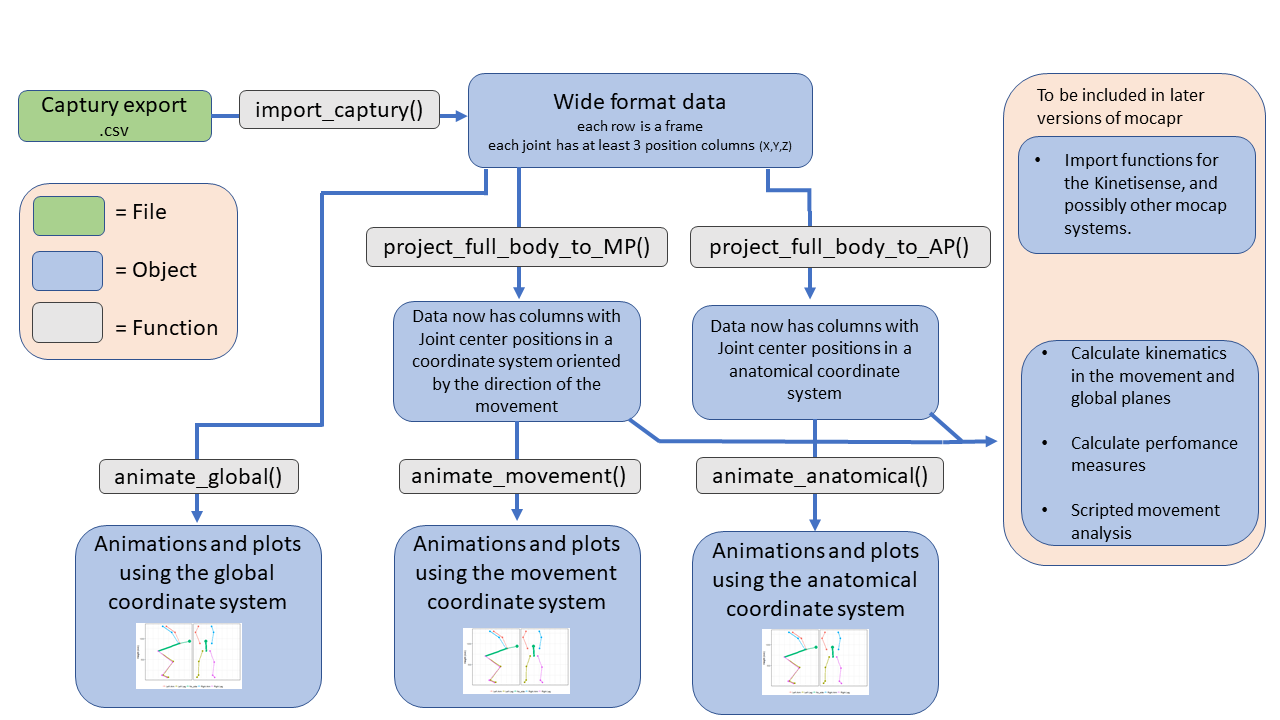 Captury export
.csv
import_captury()
Wide format data
each row is a frame
each joint has at least 3 position columns (X,Y,Z)
To be included in later
versions of mocapr
• Import functions for
the Kinetisense, and
possibly other mocap
systems.
= File
= Object
= Function
project_full_body_to_MP()
project_full_body_to_AP()
Data now has columns with
Joint center positions in a
coordinate system oriented
by the direction of the
movement
Data now has columns with
Joint center positions in a
anatomical coordinate
system
• Calculate kinematics
in the movement and
global planes
• Calculate perfomance
measures
• Scripted movement
analysis
animate_global()
animate_movement()
animate_anatomical()
Animations and plots
using the global
coordinate system
Animations and plots
using the movement
coordinate system
Animations and plots
using the anatomical
coordinate system